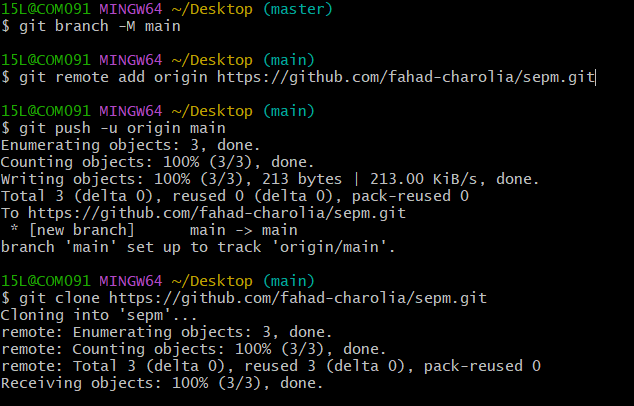 15L@COM091 MINGW64 ~/Desktop (master)
$ git branch -M main
15L@COM091 MINGW64 ~/Desktop (main)
$ git remote add origin https://github.com/fahad-charolia/sepm.git
15L@COM091 MINGW64 ~/Desktop (main)
$ git push -u origin main
Enumerating objects: 3, done.
Counting objects: 100% (3/3), done.
Writing objects: 100% (3/3), 213 bytes | 213.00 KiB/s, done.
Total 3 (delta 0), reused 0 (delta 0), pack-reused 0
To https://github.com/fahad-charolia/sepm.git
 * [new branch]      main -> main
branch 'main' set up to track 'origin/main'.
15L@COM091 MINGW64 ~/Desktop (main)
$ git clone https://github.com/fahad-charolia/sepm.git
Cloning into 'sepm'...
remote: Enumerating objects: 3, done.
remote: Counting objects: 100% (3/3), done.
remote: Total 3 (delta 0), reused 3 (delta 0), pack-reused 0
Receiving objects: 100% (3/3), done.